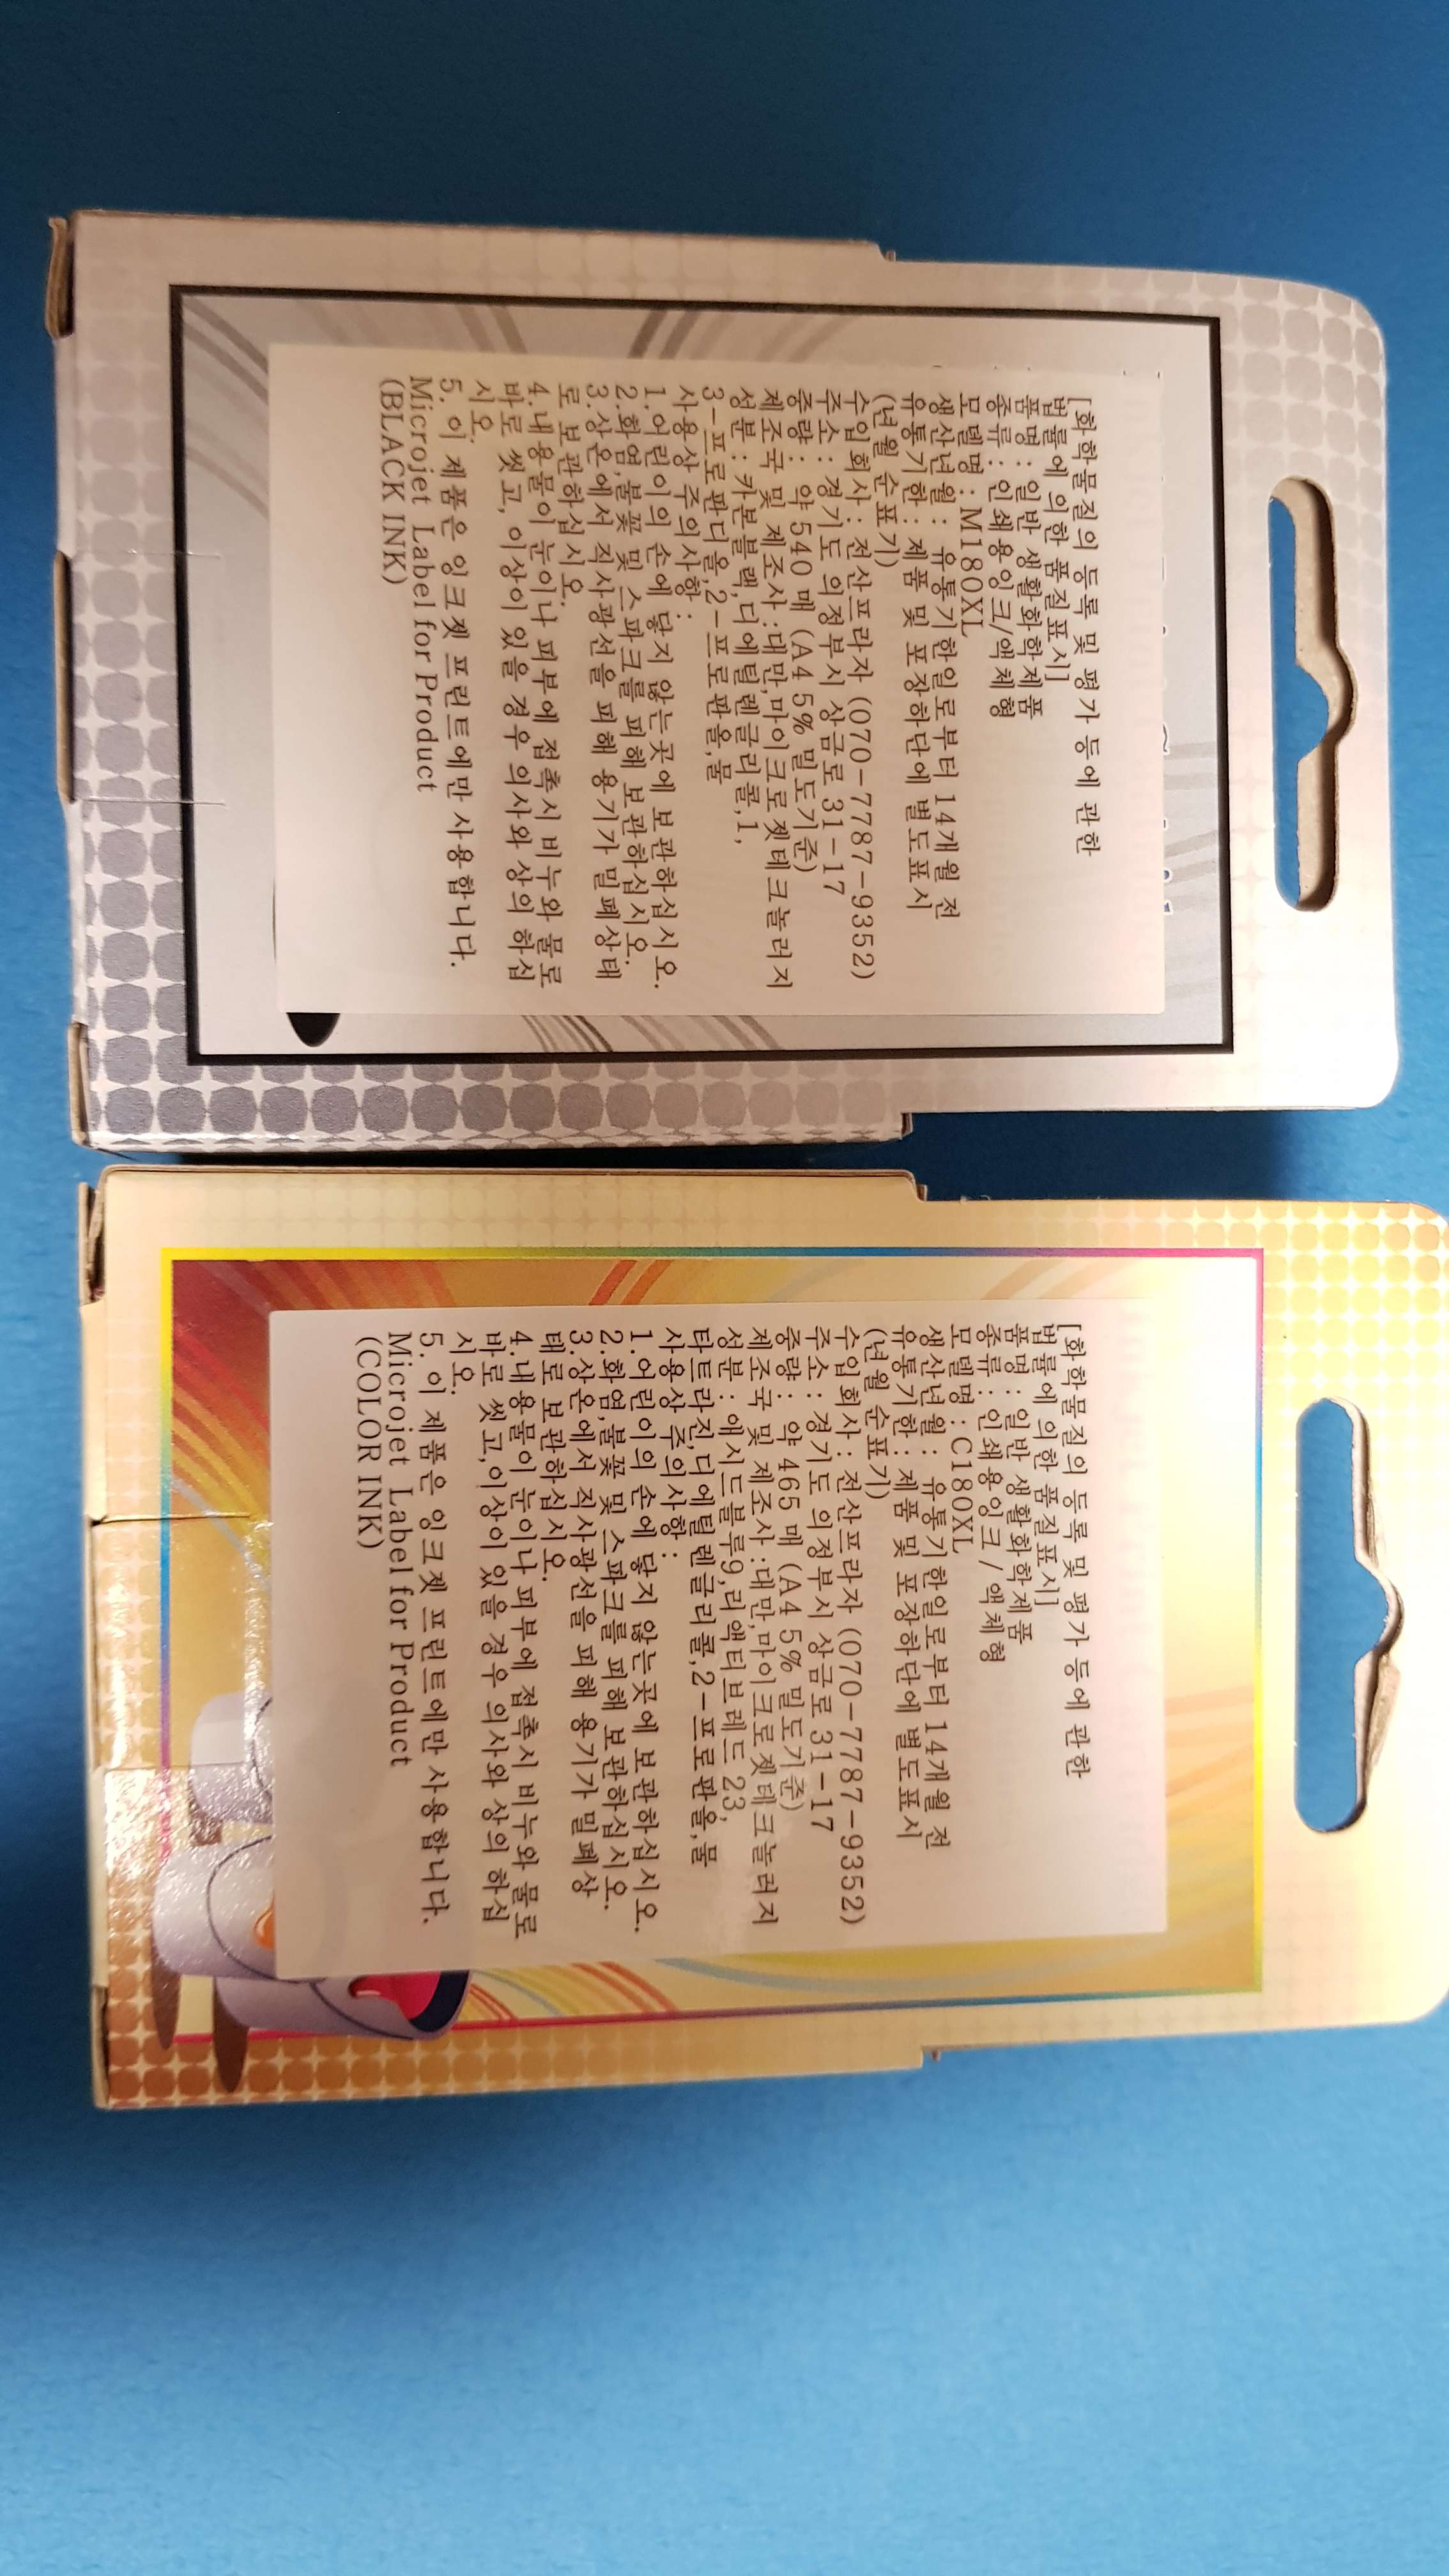 [화학물질의 등록 및 평가 등에 관한
법률에 의한 품질표시]
품명 : 일반 생활화학제품
종류 : 인쇄용잉크/액체형
모델명 : M180XL
생산년월 : 유통기한일로부터 14개월 전
유통기한 : 제품 및 포장하단에 별도표시
(년월 순표기)
수입회사 : 전산프라자 (070-7787-9352)
주소 : 경기도 의정부시 상금로 31-17
중량 : 약 540 매 (A4 5% 밀도기준)
제조국 및 제조사 :대만,마이크로젯테크놀러지
성분 : 카본블랙,디에틸렌글리콜,1,
3-프로판디올,2-프로판올,물
사용상 주의사항 :
1.어린이의 손에 닿지 않는곳에 보관하십시오.
2.화염,불꽃 및 스파크를 피해 보관하십시오.
3.상온에서 직사광선을 피해 용기가 밀폐상태
로 보관하십시오.
4.내용물이 눈이나 피부에 접촉시 비누와 물로
바로 씻고, 이상이 있을 경우 의사와 상의 하십
시오.
5. 이 제품은 잉크젯 프린트에만 사용합니다.
Microjet Label for Product
(BLACK INK)
[화학물질의 등록 및 평가 등에 관한
법률에 의한 품질표시]
품명 : 일반 생활화학제품
종류 : 인쇄용잉크 / 액체형
모델명 : C180XL
생산년월 : 유통기한일로부터 14개월 전
유통기한 : 제품 및 포장하단에 별도표시
(년월 순표기)
수입회사 : 전산프라자 (070-7787-9352)
주소 : 경기도 의정부시 상금로 31-17
중량 : 약 465 매 (A4 5% 밀도기준)
제조국 및 제조사 :대만,마이크로젯테크놀러지
성분 : 에시드블루9,리액티브레드 23,
타트라진,디에틸렌글리콜,2-프로판올,물
사용상 주의사항 :
1.어린이의 손에 닿지 않는곳에 보관하십시오.
2.화염,불꽃 및 스파크를 피해 보관하십시오.
3.상온에서 직사광선을 피해 용기가 밀폐상
태로 보관하십시오.
4.내용물이 눈이나 피부에 접촉시 비누와 물로
바로 씻고,이상이 있을 경우 의사와 상의 하십
시오.
5. 이 제품은 잉크젯 프린트에만 사용합니다.
Microjet Label for Product
(COLOR INK)